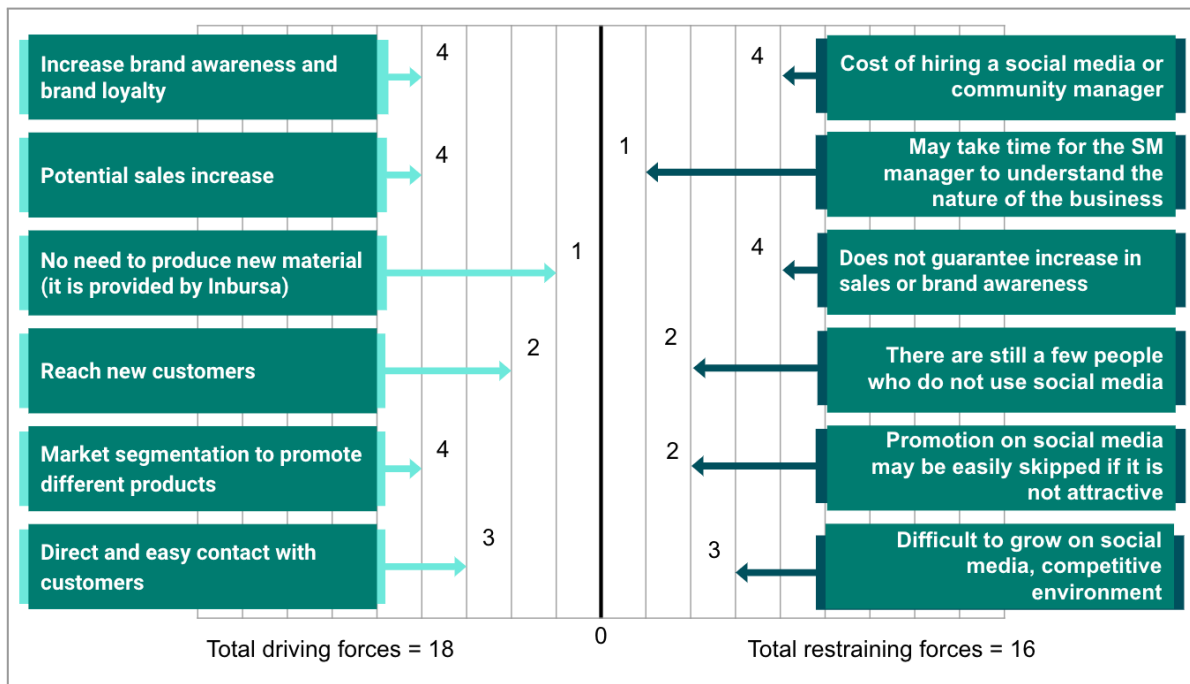 Increase brand awareness and
brand loyalty
4
4
Cost of hiring a social media or
community manager
Potential sales increase
4
1
May take time for the SM
manager to understand the
nature of the business
No need to produce new material
(it is provided by Inbursa)
1
4
Does not guarantee increase in
sales or brand awareness
Reach new customers
2
2
There are still a few people
who do not use social media
Market segmentation to promote
different products
4
2
Promotion on social media
may be easily skipped if it is
not attractive
Direct and easy contact with
customers
3
3
Difficult to grow on social
media, competitive
environment
Total driving forces = 18
0
Total restraining forces = 16